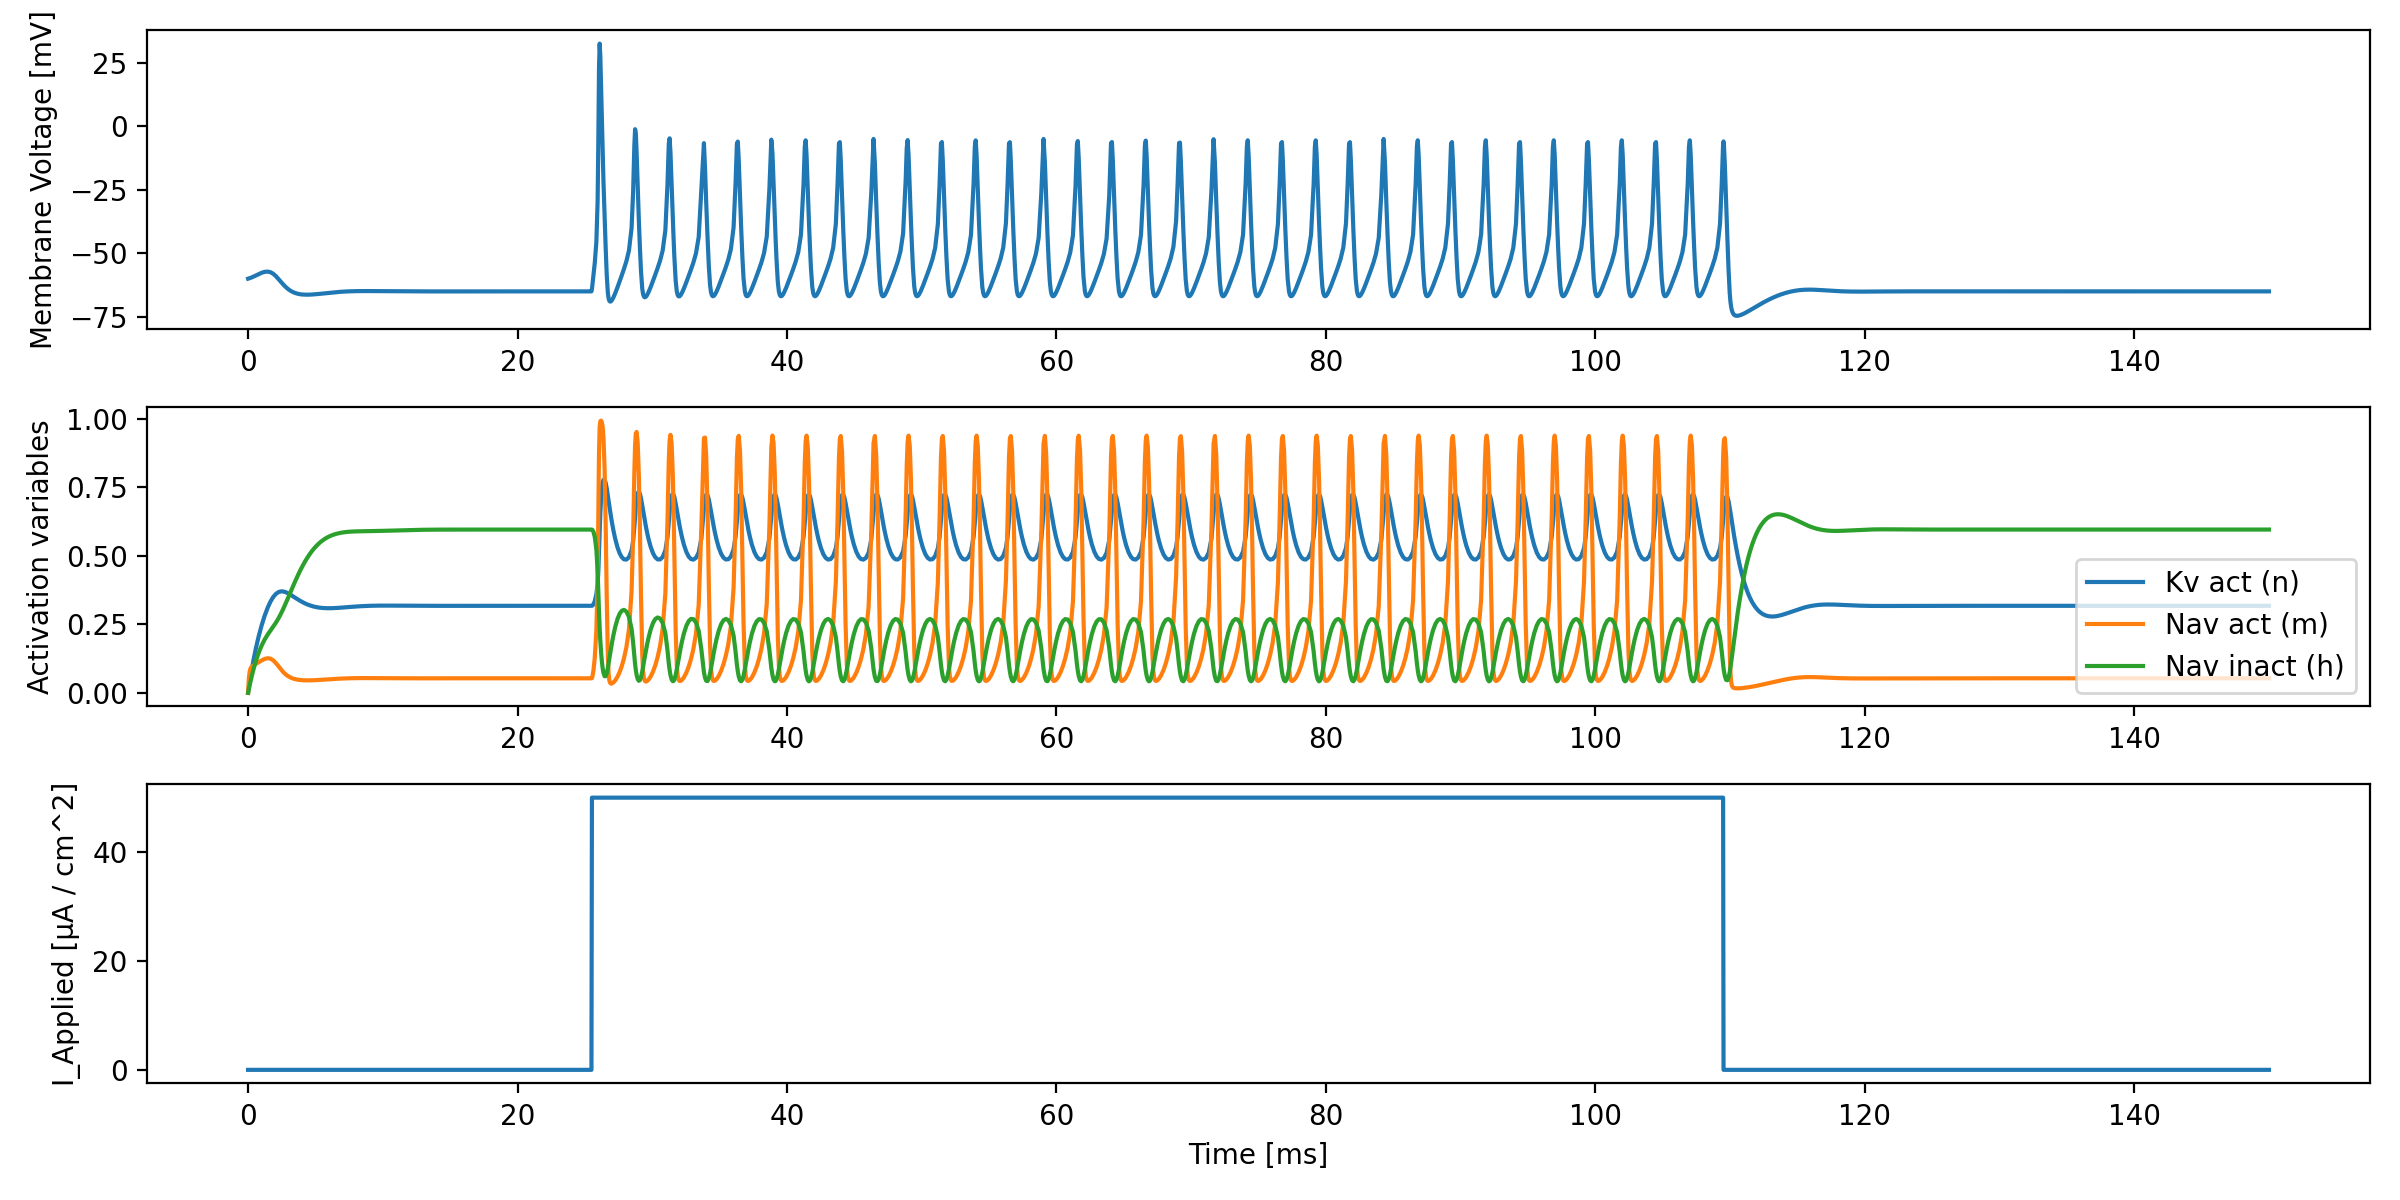 Membrane Voltage [mV]
25
0
−25
−50
−75
0 20 40 60 80 100 120 140
Activation variables
1.00
0.75
0.50
0.25
0.00
Kv act (n)
Nav act (m)
Nav inact (h)
0 20 40 60 80 100 120 140
I_Applied [µA / cm^2]
40
20
0
0 20 40 60 80 100 120 140
Time [ms]